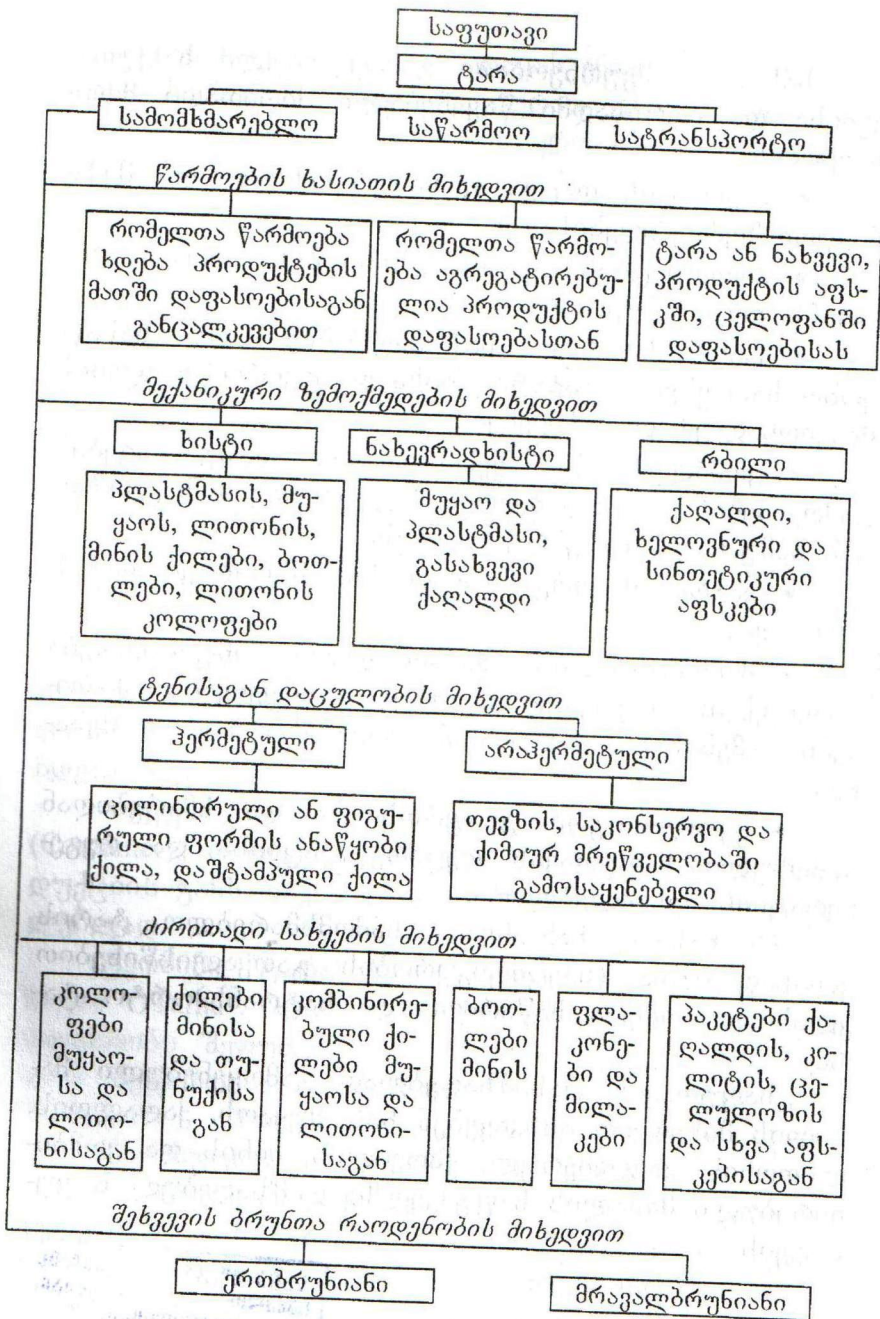 საფუთავი
ტარა
სამომხმარებლო
საწარმოო
სატრანსპორტო
წარმოების ხასიათის მიხედვით
რომელთა წარმოება
ხდება პროდუქტების
მათში დაფასოებისაგან
განცალკევებით
რომელთა წარმო-
ება აგრეგატირებუ-
ლია პროდუქტის
დაფასოებასთან
ტარა ან ნახვევი,
პროდუქტის აფს-
კში, ცელოფანში
დაფასოებისას
მექანიკური ზემოქმედების მიხედვით
ხისტი
ნახევრადხისტი
რბილი
პლასტმასის, მუ-
ყაოს, ლითონის,
მინის ქილები, ბოთ-
ლები, ლითონის
კოლოფები
მუყაო და
პლასტმასი,
გასახვევი
ქაღალდი
ქაღალდი,
ხელოვნური და
სინთეტიკური
აფსკები
ტენისაგან დაცულობის მიხედვით
ჰერმეტული
არაჰერმეტული
ცილინდრული ან ფიგუ-
რული ფორმის ანაწყობი
ქილა, დაშტამპული ქილა
თევზის, საკონსერვო და
ქიმიურ მრეწველობაში
გამოსაყენებელი
ძირითადი სახეების მიხედვით
კოლო-
ფები
მუყაო-
სა და
ლითო-
ნისაგან
ქილები
მინისა
და თუ-
ნუქისა
გან
კომბინირე-
ბული ქი-
ლები მუ-
ყაოსა და
ლითონი-
საგან
ბოთ-
ლები
მინის
ფლა-
კონე-
ბი და
მილა-
კები
პაკეტები ქა-
ღალდის, კი-
ლიტის, ცე-
ლულოზის
და სხვა აფს-
კებისაგან
შეხვევის ბრუნთა რაოდენობის მიხედვით
ერთბრუნიანი
მრავალბრუნიანი